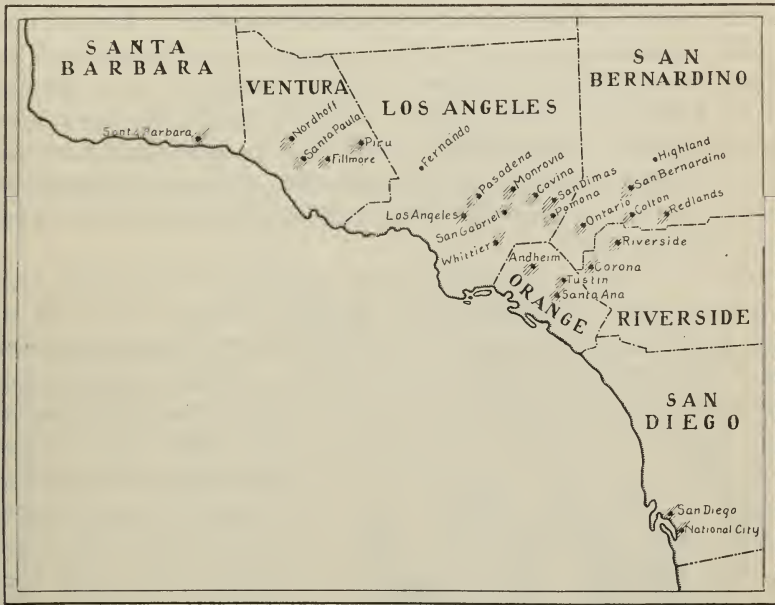 SANTA
BARBARA
VENTURA
LOS ANGELES
SAN
BERNARDINO
Santa Barbara
Nordhoff
Santa Paula
Piru
Fillmore
Fernando
Highland
Pasadena
Monrovia
Covina
San Dimas
San Bernardino
Los Angeles
San Gabriel
Pomona
Ontario
Colton
Redlands
Whittier
Riverside
Anaheim
Corona
Tustin
Santa Ana
ORANGE
RIVERSIDE
SAN
DIEGO
San Diego
National City